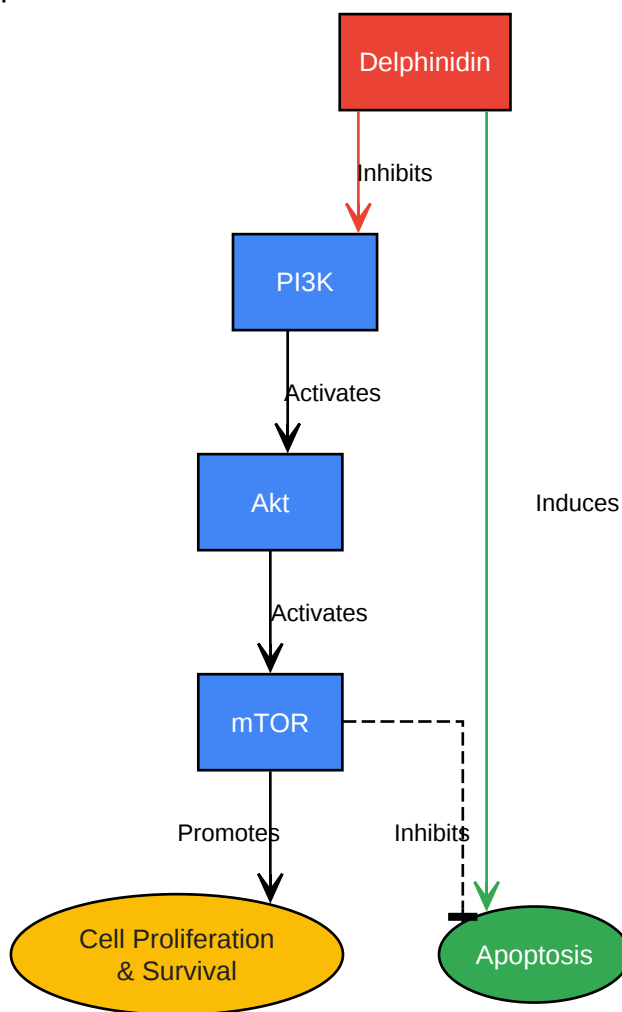 Delphinidin
Inhibits
PI3K
Activates
Akt
Induces
Activates
mTOR
Promotes
Inhibits
Cell Proliferation
& Survival
Apoptosis